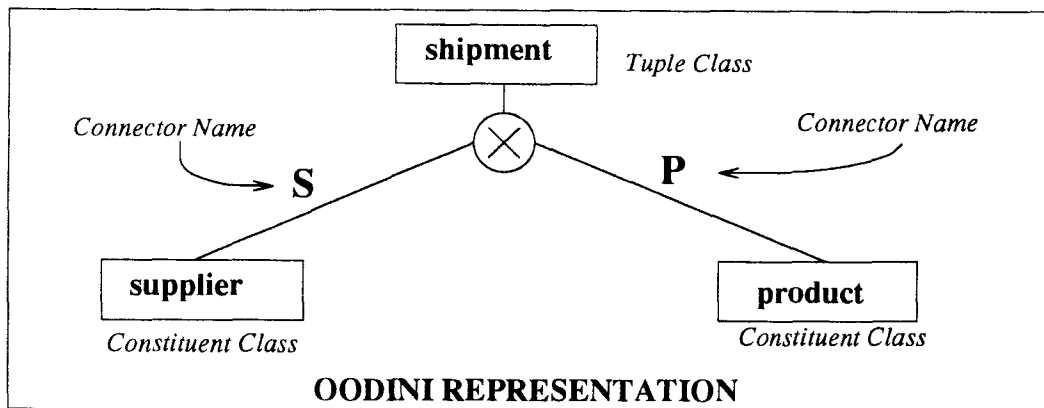 shipment
Tuple Class
Connector Name
Connector Name
S
P
supplier
product
Constituent Class
Constituent Class
OODINI REPRESENTATION